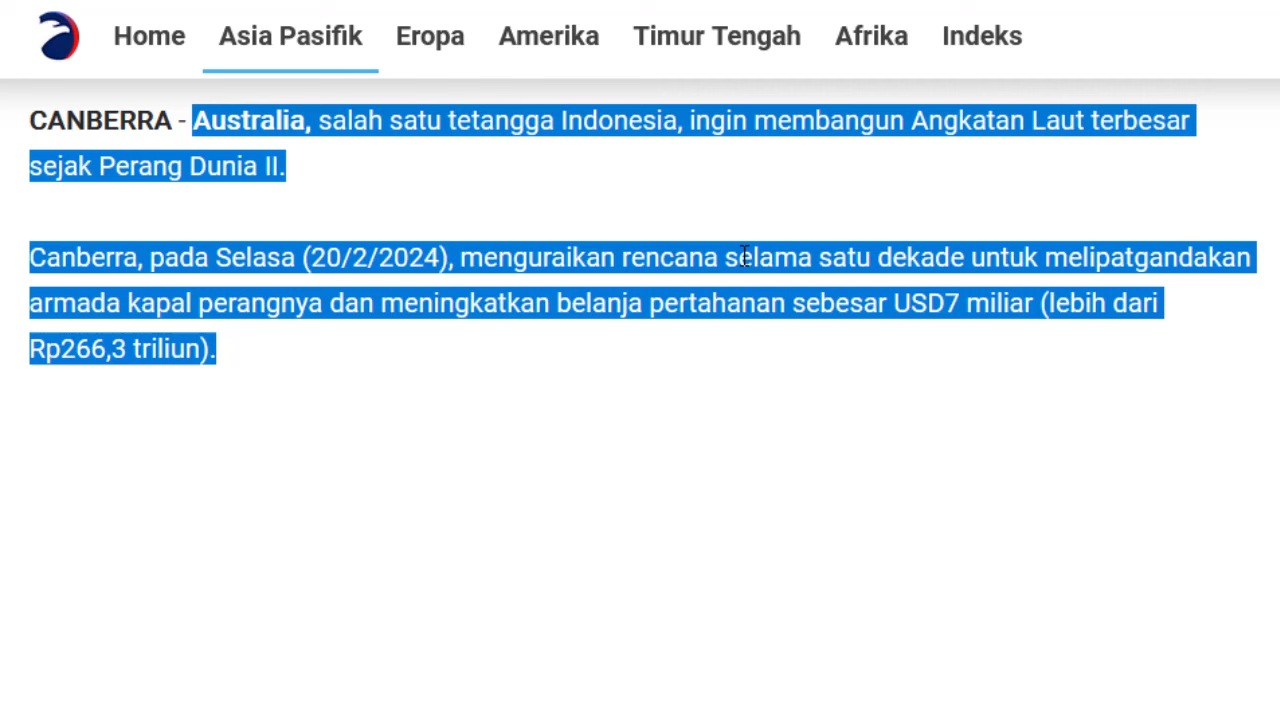 Home Asia Pasifik Eropa Amerika Timur Tengah Afrika Indeks
CANBERRA - Australia, salah satu tetangga Indonesia, ingin membangun Angkatan Laut terbesar
sejak Perang Dunia II.
Canberra, pada Selasa (20/2/2024), menguraikan rencana selama satu dekade untuk melipatgandakan
armada kapal perangnya dan meningkatkan belanja pertahanan sebesar USD7 miliar (lebih dari
Rp266,3 triliun).